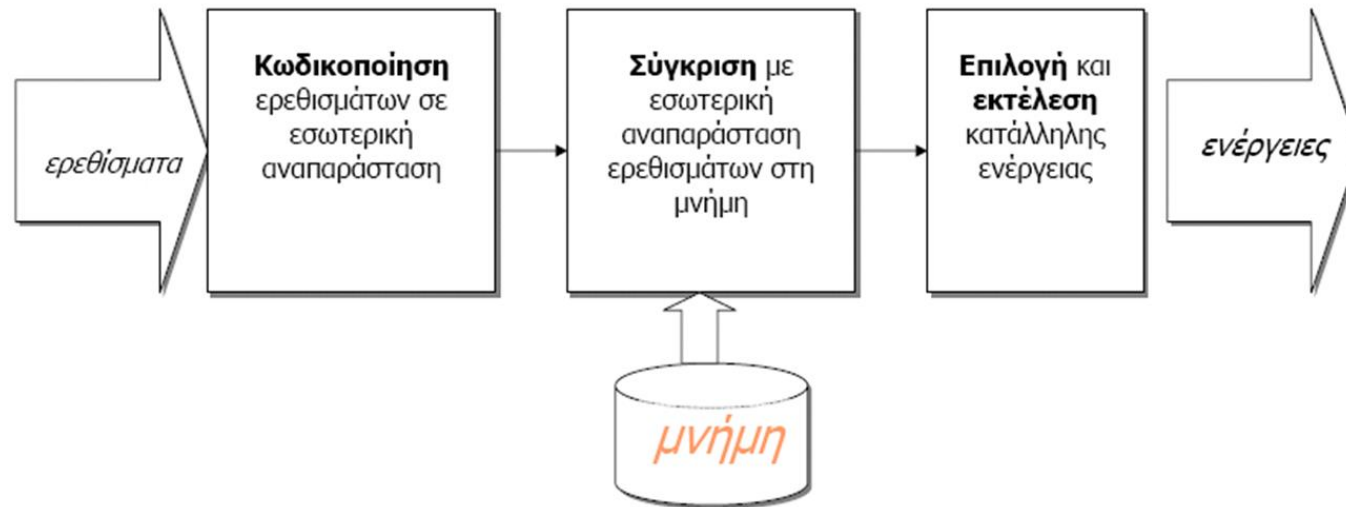 ερεθίσματα
Κωδικοποίηση
ερεθισμάτων σε
εσωτερική
αναπαράσταση
Σύγκριση με
εσωτερική
αναπαράσταση
ερεθισμάτων στη
μνήμη
Επιλογή και
εκτέλεση
κατάλληλης
ενέργειας
ενέργειες
μνήμη